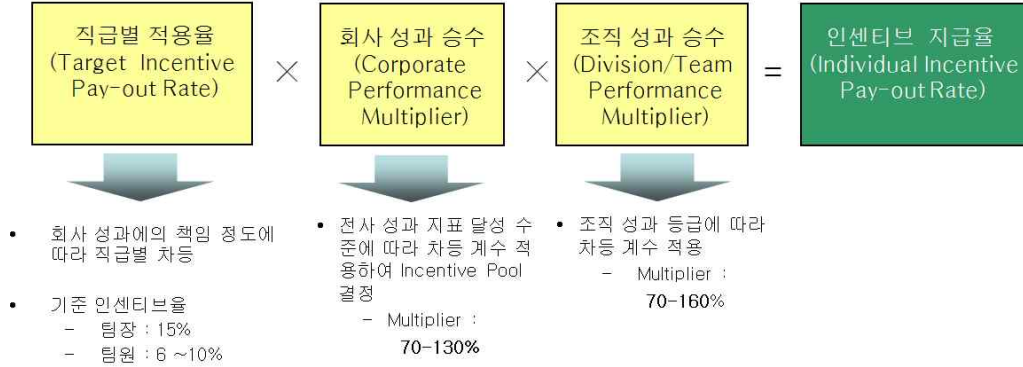 직급별 적용율
(Target Incentive
Pay-out Rate)
×
회사 성과 승수
(Corporate
Performance
Multiplier)
×
조직 성과 승수
(Division/Team
Performance
Multiplier)
=
인센티브 지급율
(Individual Incentive
Pay-out Rate)
• 회사 성과에의 책임 정도에
따라 직급별 차등
• 기준 인센티브율
- 팀장 : 15%
- 팀원 : 6 ~10%
• 전사 성과 지표 달성 수
준에 따라 차등 계수 적
용하여 Incentive Pool
결정
- Multiplier :
70-130%
• 조직 성과 등급에 따라
차등 계수 적용
- Multiplier :
70-160%